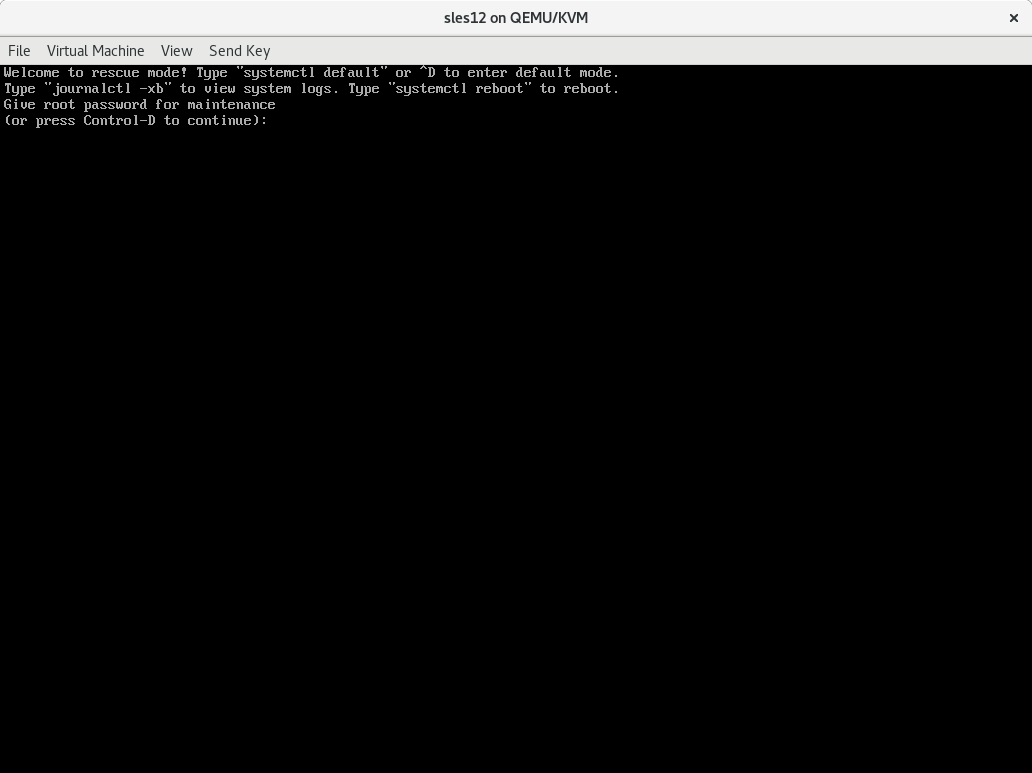 sles12 on QEMU/KVM
File Virtual Machine View Send Key
Welcome to rescue mode! Type "systemctl default" or ^D to enter default mode.
Type "journalctl -xb" to view system logs. Type "systemctl reboot" to reboot.
Give root password for maintenance
(or press Control-D to continue):